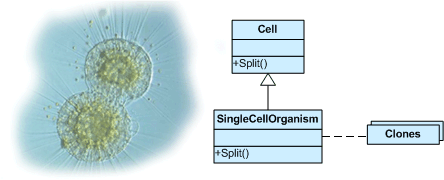 Cell
+Split()
SingleCellOrganism
+Split()
Clones